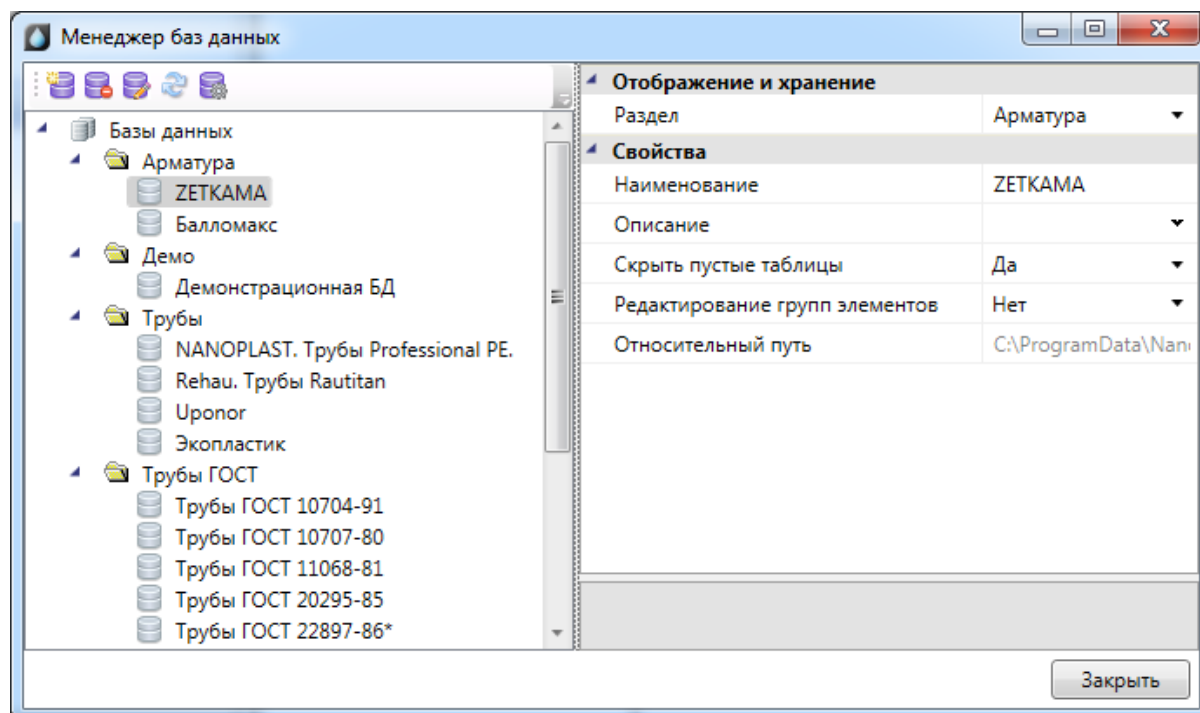 Менеджер баз данных
Базы данных
Арматура
ZETKAMA
Балломакс
Демо
Демонстрационная БД
Трубы
NANOPLAST. Трубы Professional PE.
Rehau. Трубы Rautitan
Uponor
Экопластик
Трубы ГОСТ
Трубы ГОСТ 10704-91
Трубы ГОСТ 10707-80
Трубы ГОСТ 11068-81
Трубы ГОСТ 20295-85
Трубы ГОСТ 22897-86*
Отображение и хранение
Раздел Арматура
Свойства
Наименование ZETKAMA
Описание
Скрыть пустые таблицы Да
Редактирование групп элементов Нет
Относительный путь C:\ProgramData\Nan
Закрыть